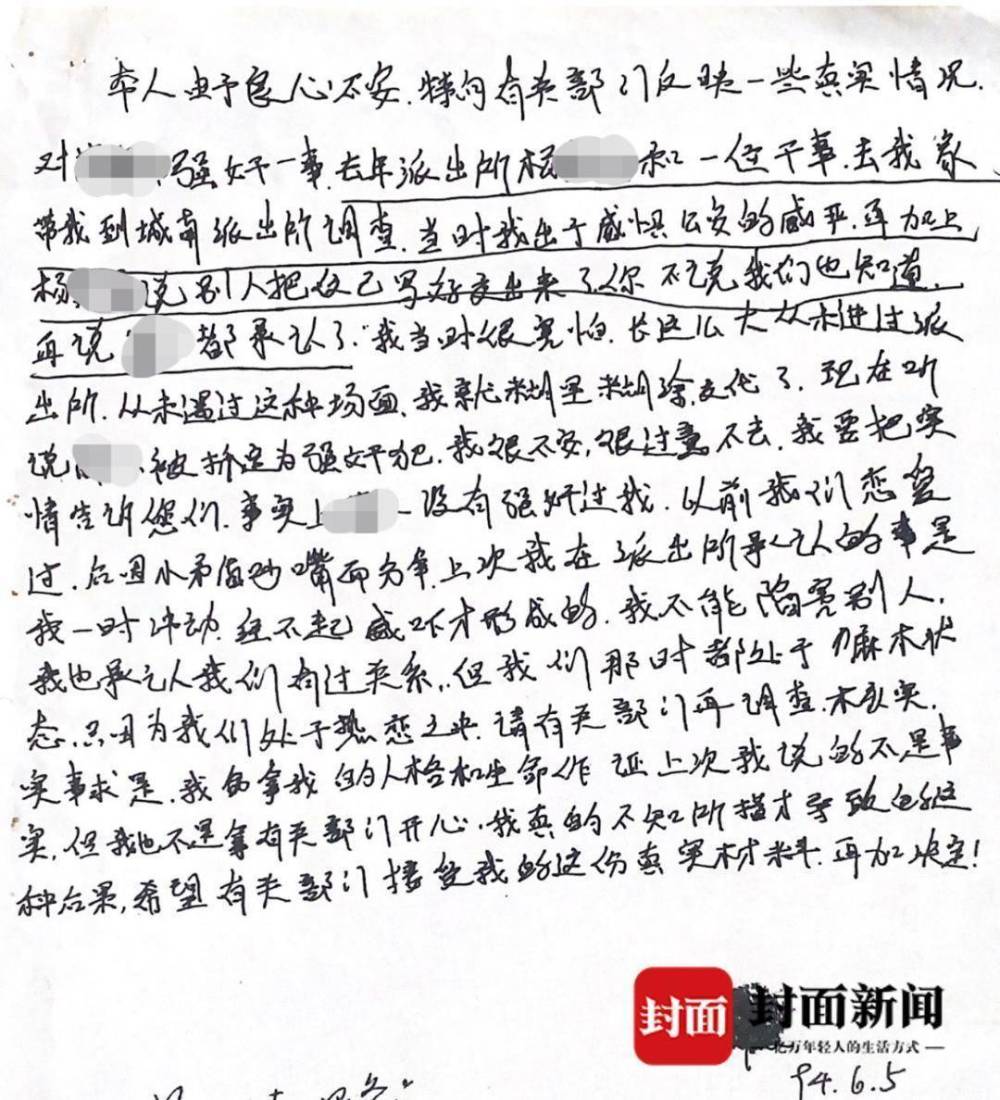 本人由于良心不安.特向有关部门反映一些真实情况.
对 强奸一事.去年派出所杨 和一位干事.去我家
带我到城南派出所调查.当时我出于威惧公安的威严.再加上
杨 说别人把这已写好交出来了.你不说我们也知道.
再说 都承认了.我当时很害怕.长这么大从未进过派
出所.从未遇过这种场面.我就糊里糊涂交代了.现在听
说 被拆定为强奸犯.我很不安,很过意不去.我要把实
情告诉您们.事实上 没有强奸过我.以前我们恋爱
过.后因小矛盾吵嘴而分手.上次我在派出所承认的事是
我一时冲动.经不起威吓才形成的.我不能陷害别人.
我也承认人我们有过关系,.但我们那时都处于麻木状
态.只因为我们处于热恋之中.请有关部门再调查.核实.
实事求是.我的拿我的人格和生命作证上次我说的不是事
实,但我也不是拿有关部门开心.我真的不知所措才导致的这
种后果,希望有关部门接受我的这份真实材料.再加决定!
封面 封面新闻
亿万年轻人的生活方式
94.6.5